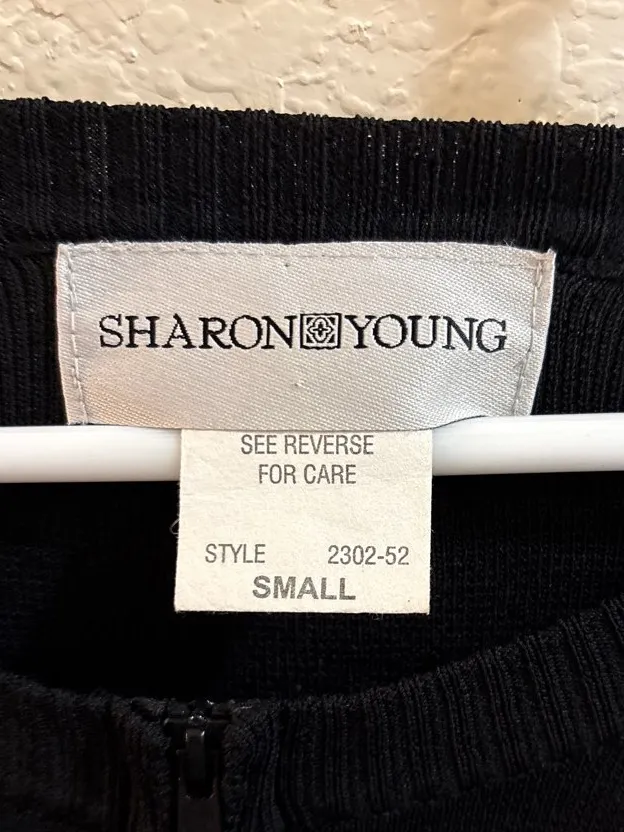 SHARON YOUNG
SEE REVERSE
FOR CARE
STYLE 2302-52
SMALL